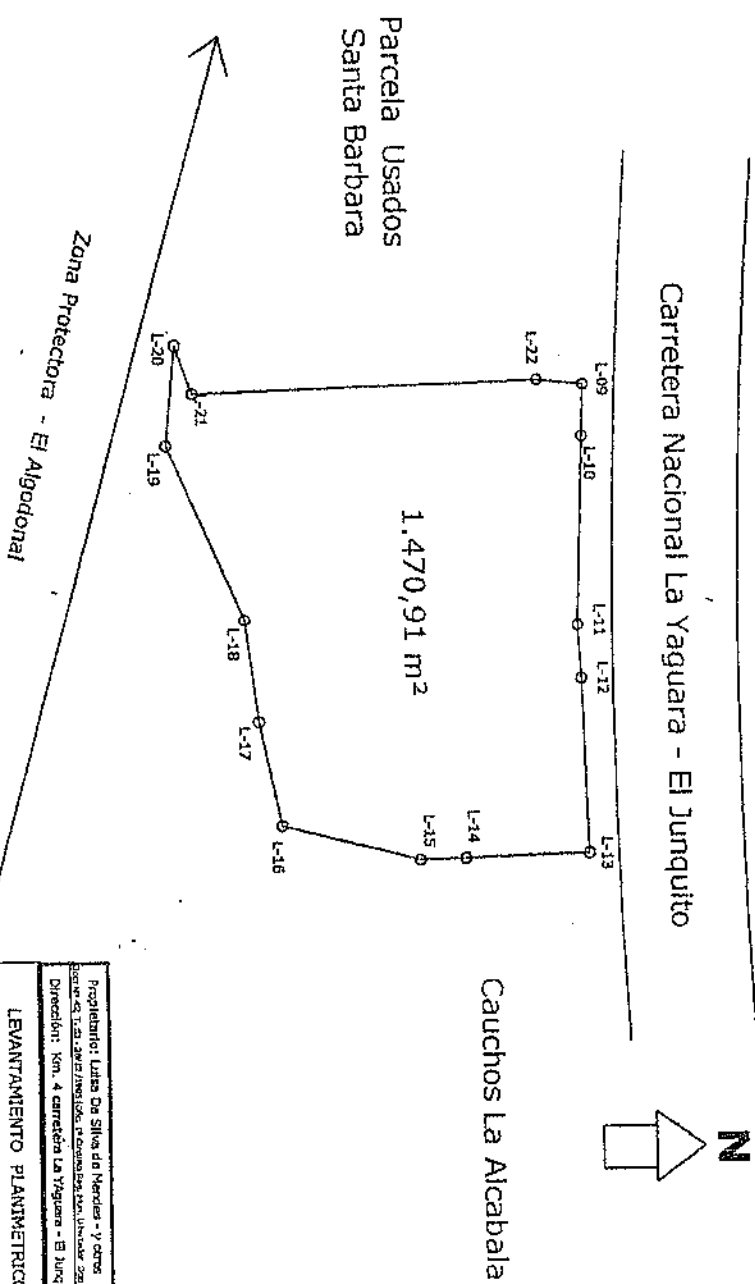 N
Carretera Nacional La Yaguara - El Junquito
L-09
L-10
L-11
L-12
L-13
L-22
L-14
L-15
Parcela Usados
Santa Barbara
1.470,91 m²
Cauchos La Alcabala
L-21
L-20
L-19
L-18
L-17
L-16
Zona Protectora - El Algodonal
Propietario: Luisa De Silva de Mendes - y otros
Dirección: Km. 4 carretera La YAguara - El Junq
LEVANTAMIENTO PLANIMETRICO